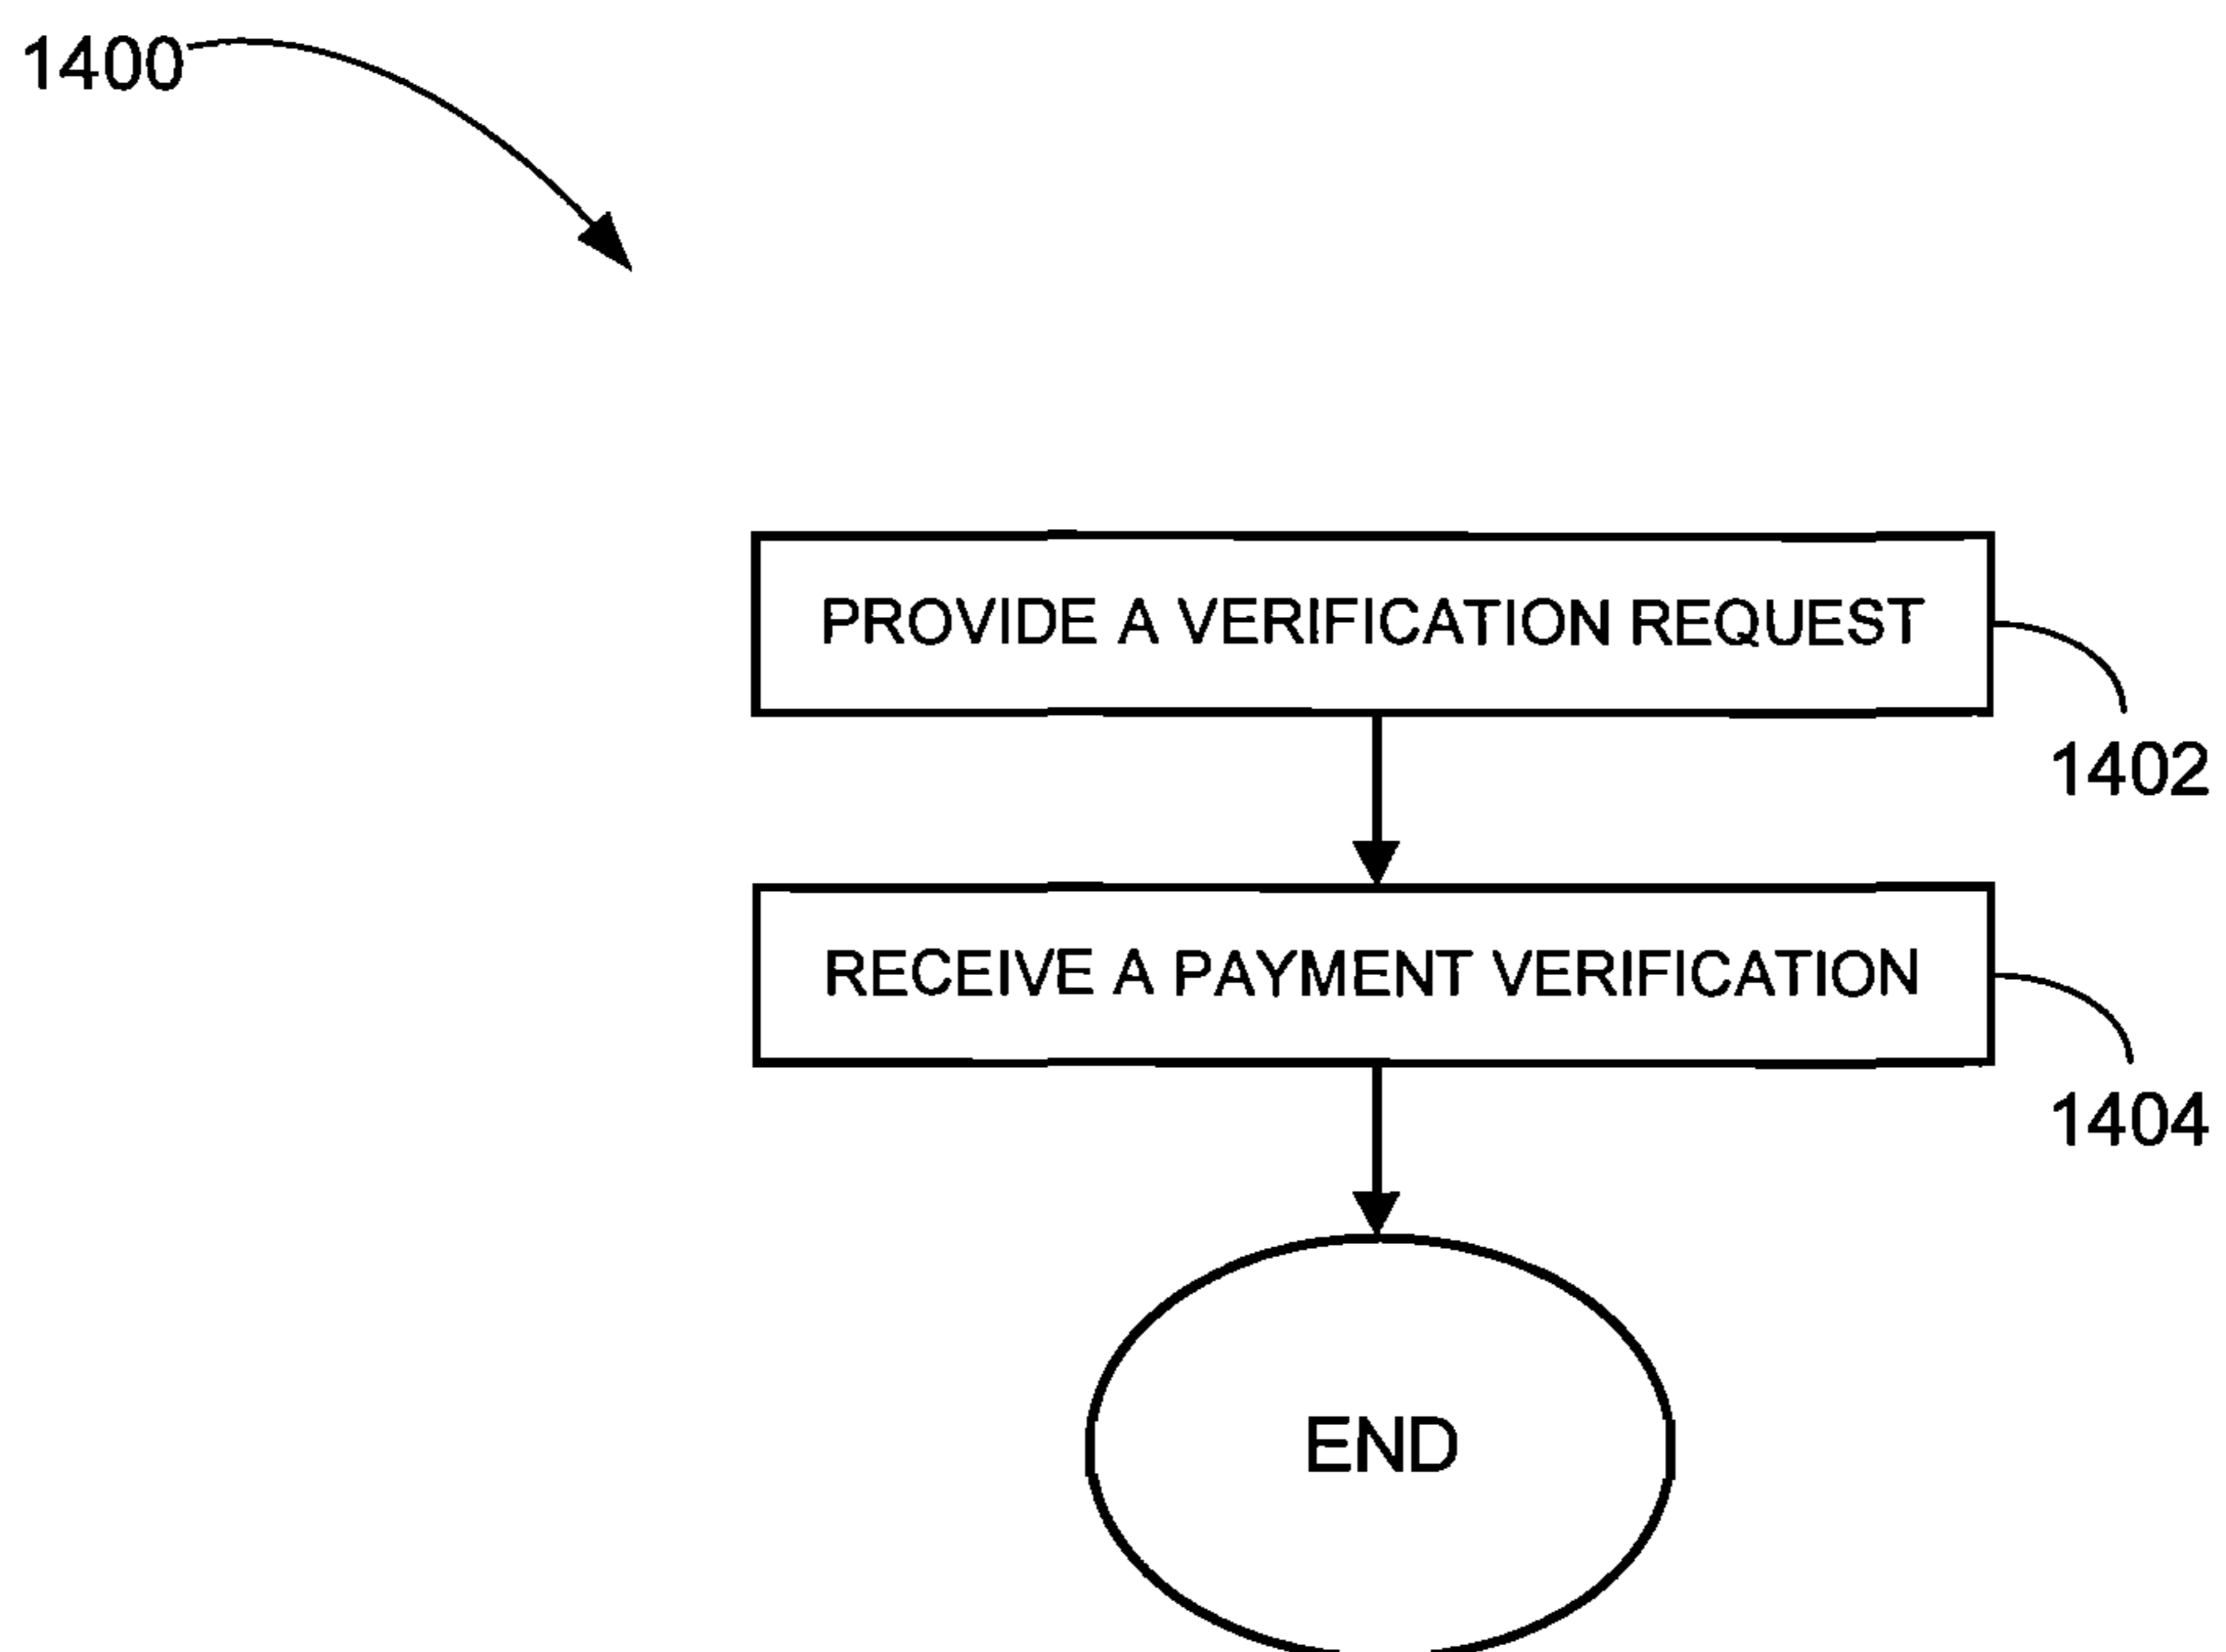 1400
PROVIDE A VERIFICATION REQUEST
1402
RECEIVE A PAYMENT VERIFICATION
1404
END